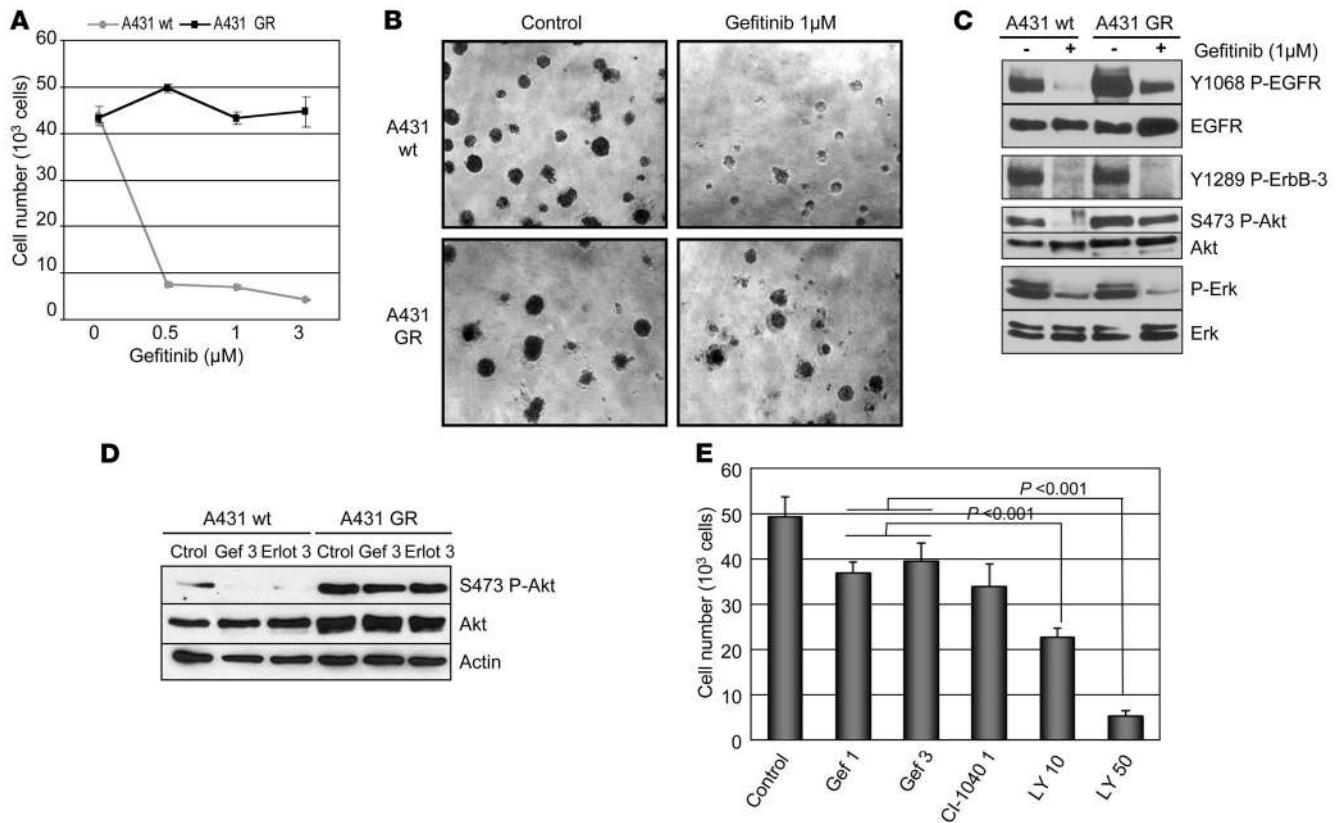 A
A431 wt A431 GR
Cell number (10³ cells)
60
50
40
30
20
10
0
0 0.5 1 3
Gefitinib (µM)
B
Control Gefitinib 1µM
A431
wt
A431
GR
C
A431 wt A431 GR
- + - + Gefitinib (1µM)
Y1068 P-EGFR
EGFR
Y1289 P-ErbB-3
S473 P-Akt
Akt
P-Erk
Erk
D
A431 wt A431 GR
Ctrol Gef 3 Erlot 3 Ctrol Gef 3 Erlot 3
S473 P-Akt
Akt
Actin
E
Cell number (10³ cells)
60
50
40
30
20
10
0
P <0.001
P <0.001
Control
Gef 1
Gef 3
CI-1040 1
LY 10
LY 50